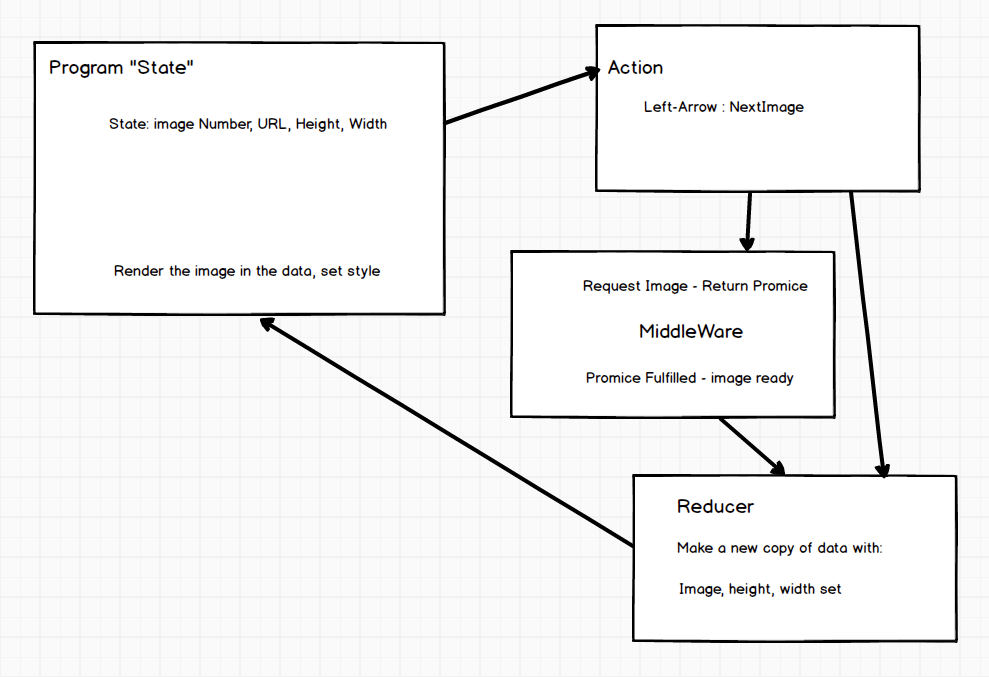 Program "State"
State: image Number, URL, Height, Width
Render the image in the data, set style
Action
Left-Arrow : NextImage
Request Image - Return Promice
MiddleWare
Promice Fulfilled - image ready
Reducer
Make a new copy of data with:
Image, height, width set